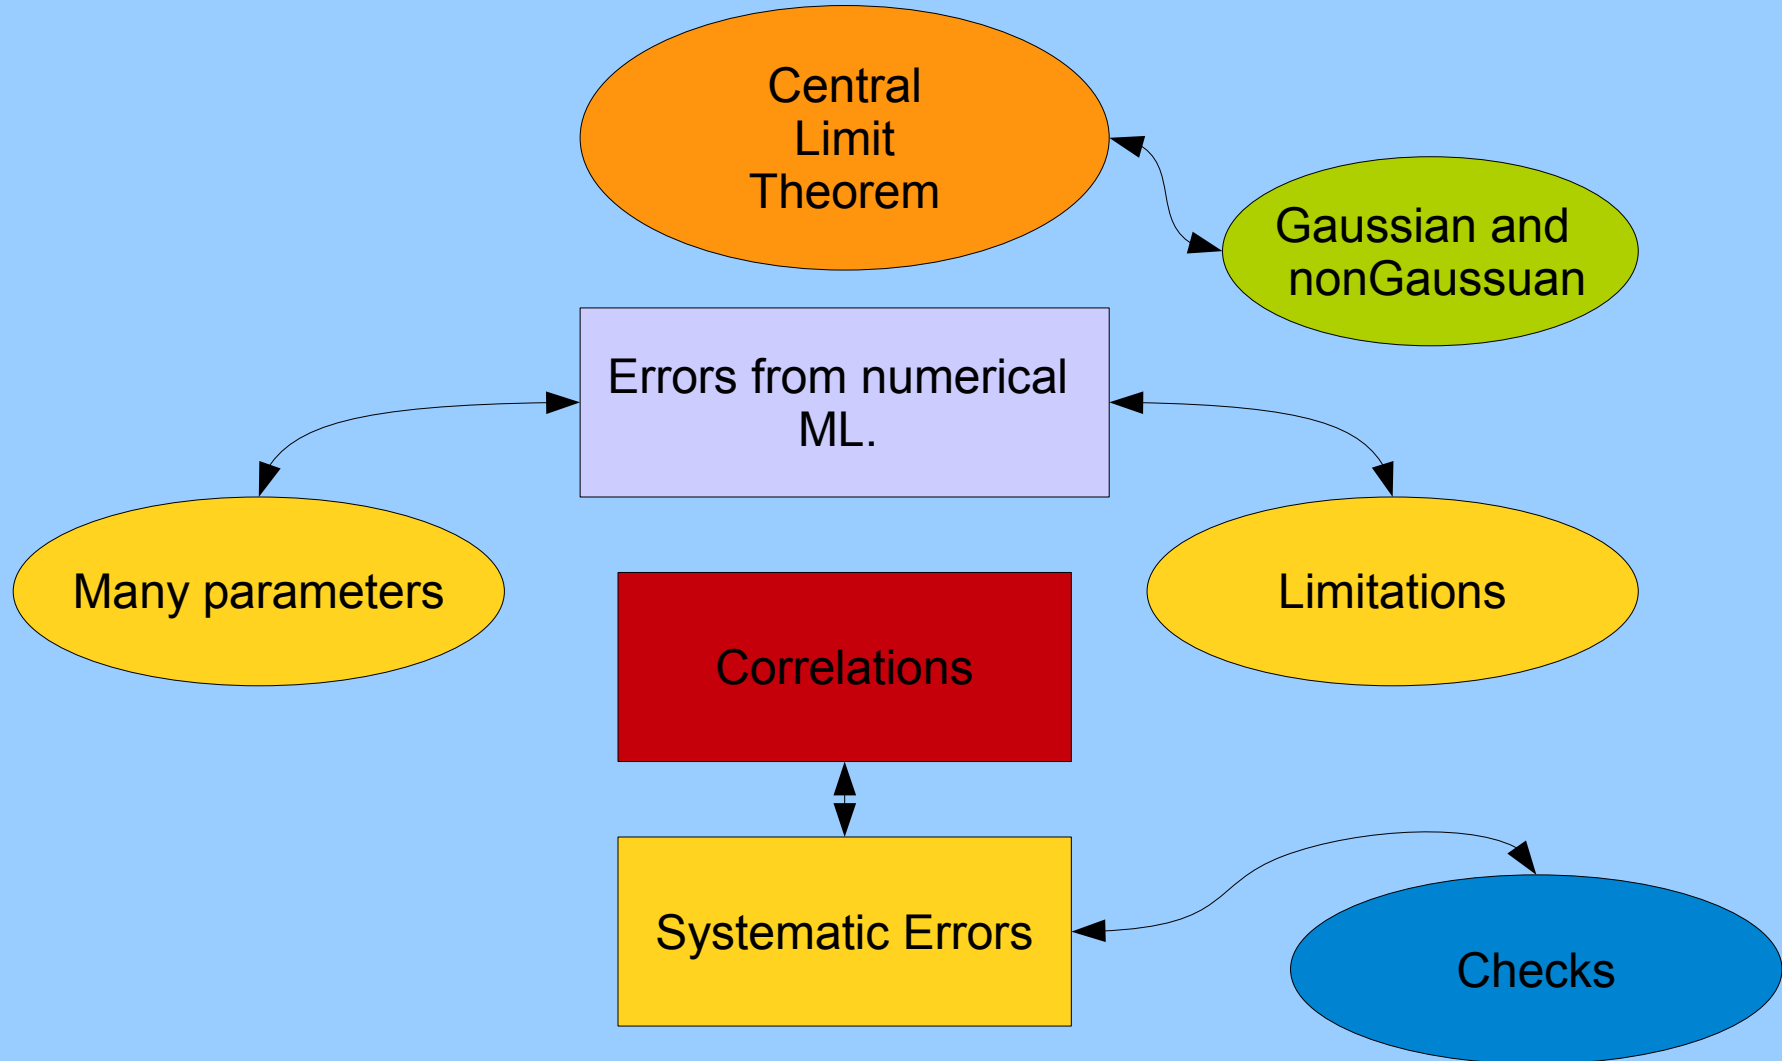 Central
Limit
Theorem
Gaussian and
nonGaussuan
Errors from numerical
ML.
Many parameters
Limitations
Correlations
Systematic Errors
Checks